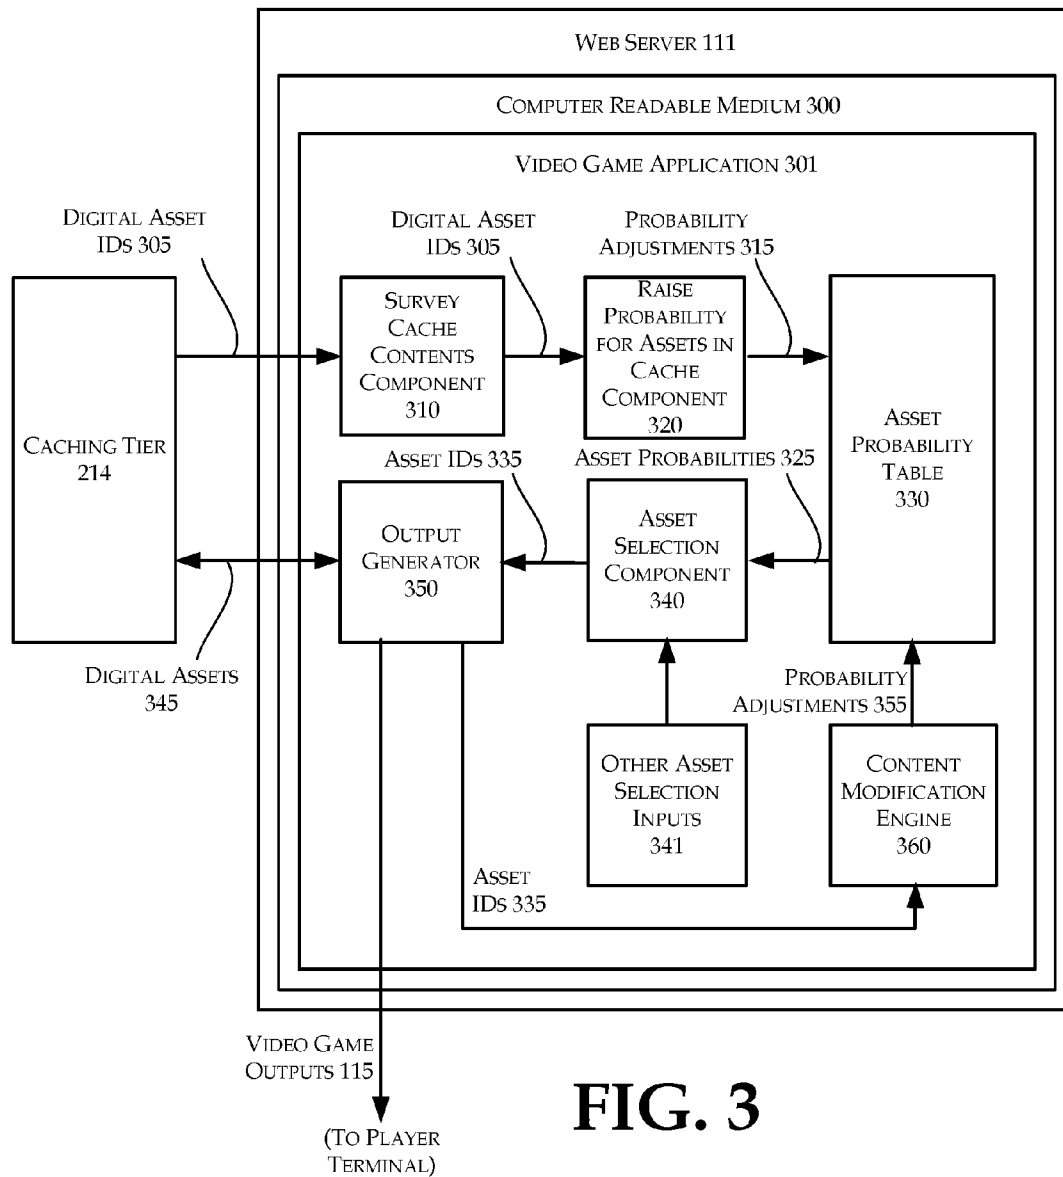 WEB SERVER 111
COMPUTER READABLE MEDIUM 300
VIDEO GAME APPLICATION 301
DIGITAL ASSET
IDS 305
DIGITAL ASSET
IDS 305
PROBABILITY
ADJUSTMENTS 315
SURVEY
CACHE
CONTENTS
COMPONENT
310
RAISE
PROBABILITY
FOR ASSETS IN
CACHE
COMPONENT
320
CACHING TIER
214
ASSET
PROBABILITY
TABLE
330
ASSET IDS 335
ASSET PROBABILITIES 325
OUTPUT
GENERATOR
350
ASSET
SELECTION
COMPONENT
340
DIGITAL ASSETS
345
PROBABILITY
ADJUSTMENTS 355
OTHER ASSET
SELECTION
INPUTS
341
CONTENT
MODIFICATION
ENGINE
360
ASSET
IDS 335
VIDEO GAME
OUTPUTS 115
(TO PLAYER
TERMINAL)
FIG. 3